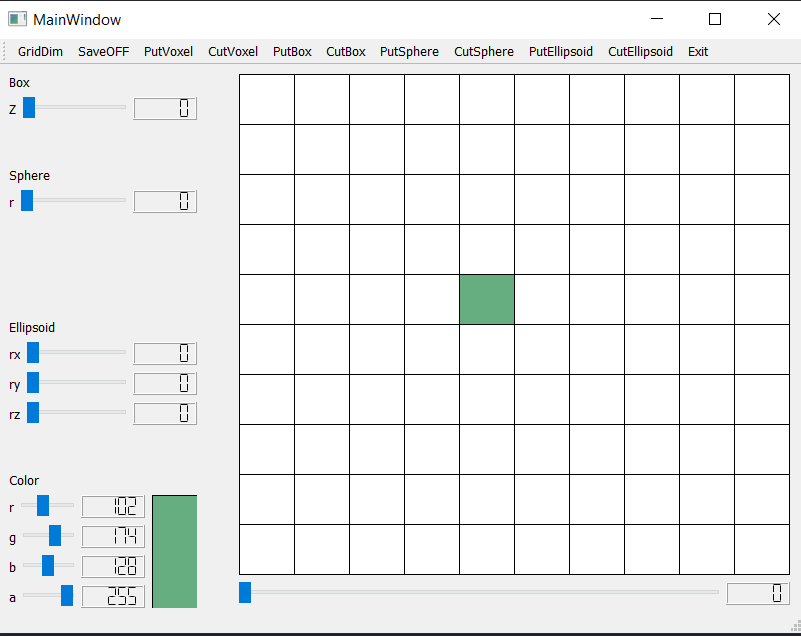 MainWindow
GridDim SaveOFF PutVoxel CutVoxel PutBox CutBox PutSphere CutSphere PutEllipsoid CutEllipsoid Exit
Box
Z 0
Sphere
r 0
Ellipsoid
rx 0
ry 0
rz 0
Color
r 102
g 174
b 128
a 255
0